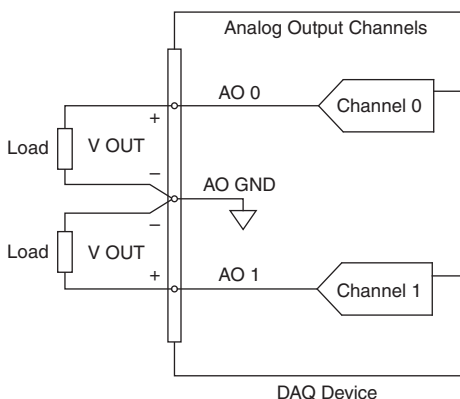 Analog Output Channels
AO 0
Channel 0
+
Load
V OUT
–
AO GND
–
Load
V OUT
+
AO 1
Channel 1
DAQ Device